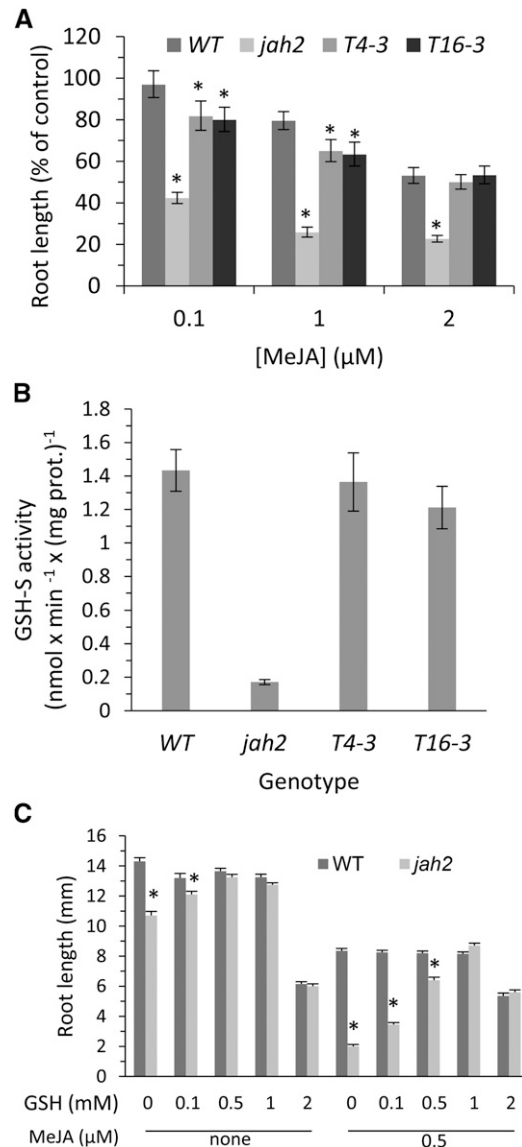 A
WT jah2 T4-3 T16-3
Root length (% of control)
120
100
80
60
40
20
0
* * *
* * *
*
0.1 1 2
[MeJA] (µM)
B
GSH-S activity
(nmol x min ⁻¹ x (mg prot.)⁻¹
1.8
1.6
1.4
1.2
1
0.8
0.6
0.4
0.2
0
WT jah2 T4-3 T16-3
Genotype
C
WT jah2
Root length (mm)
16
14
12
10
8
6
4
2
0
* * * * *
GSH (mM) 0 0.1 0.5 1 2 0 0.1 0.5 1 2
MeJA (µM) none 0.5